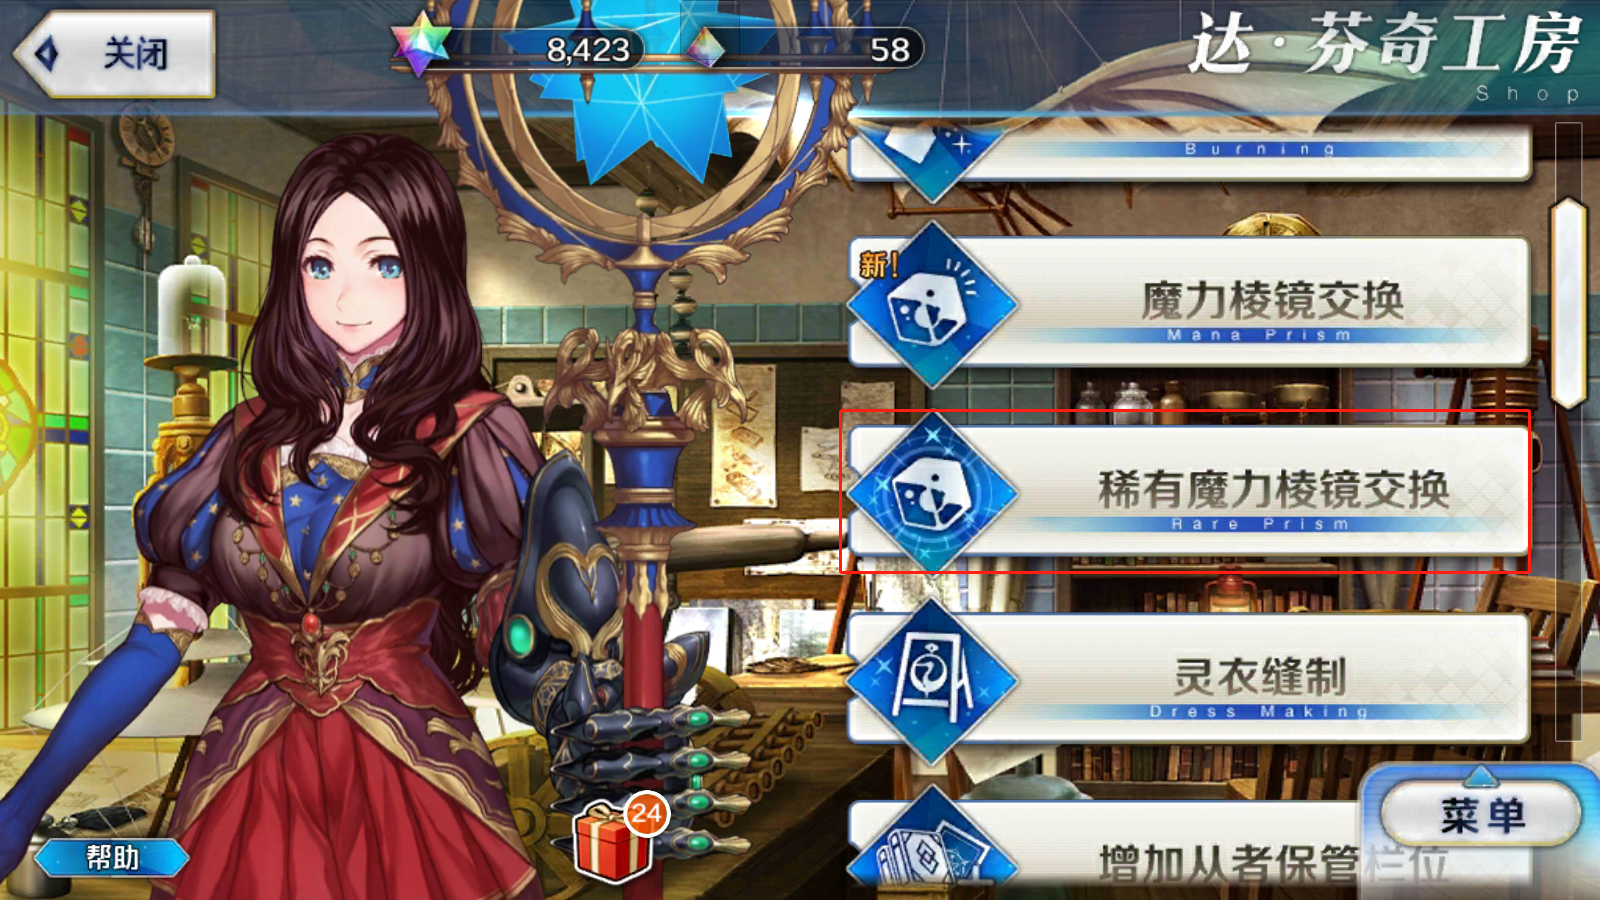 关闭
8,423
58
达·芬奇工房
Shop
Burning
新!
魔力棱镜交换
Mana Prism
稀有魔力棱镜交换
Rare Prism
灵衣缝制
Dress Making
24
菜单
帮助
增加从者保管栏位